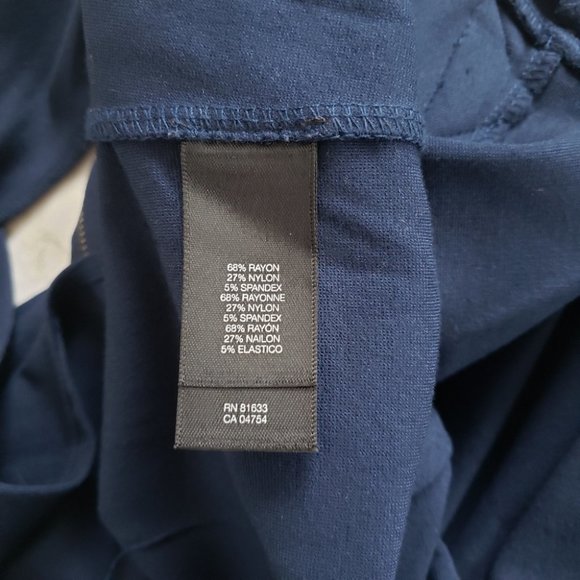 68% RAYON
27% NYLON
5% SPANDEX
68% RAYONNE
27% NYLON
5% SPANDEX
68% RAYÓN
27% NAILON
5% ELASTICO
RN 81633
CA 04754